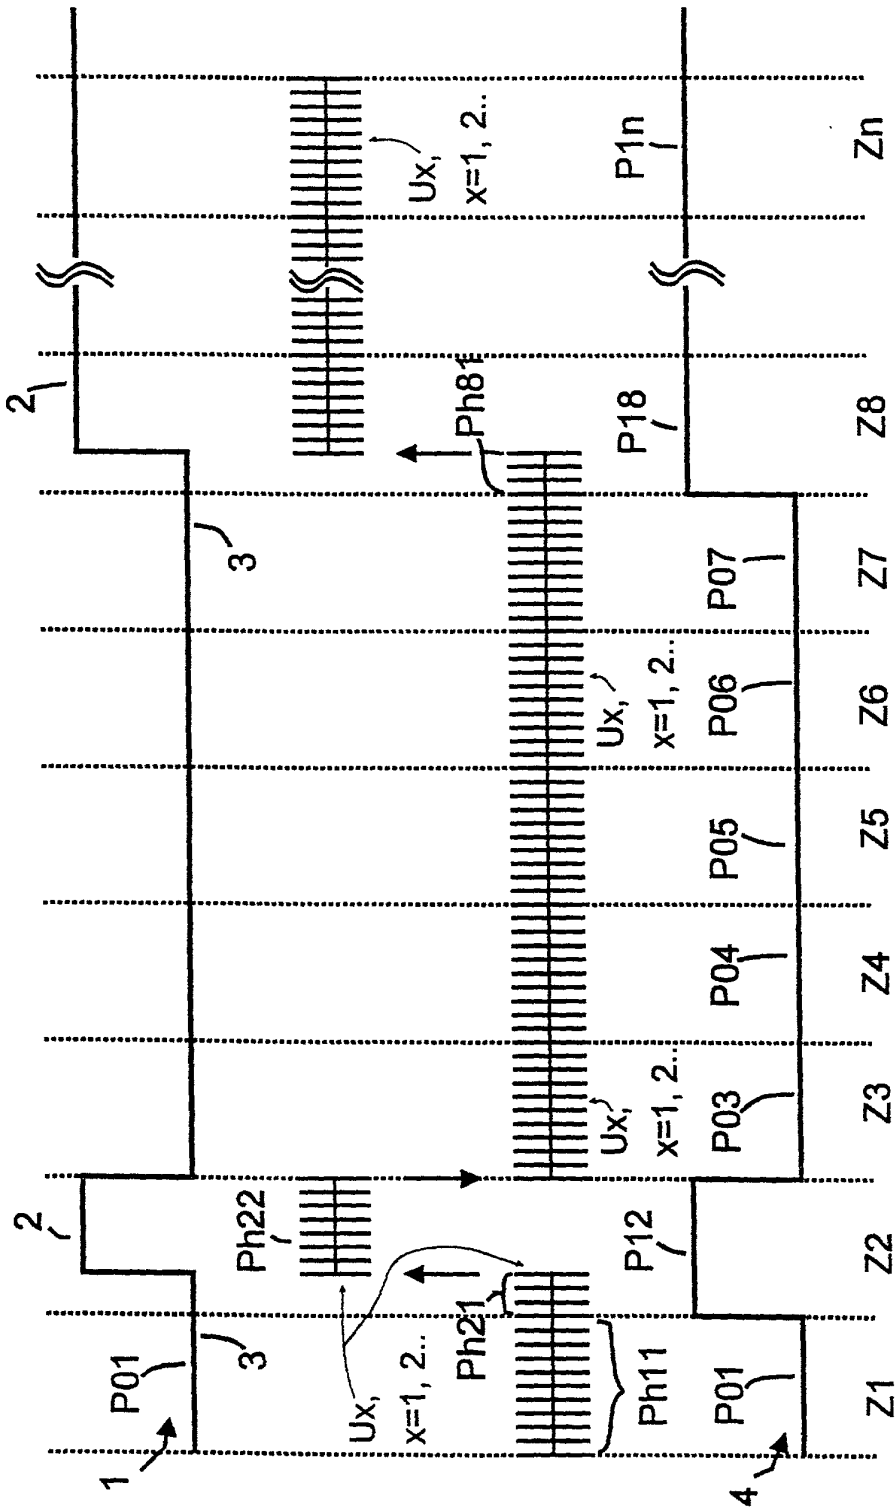 1
P01
3
2
3
2
Ph22
Ux,
x=1, 2..
Ux,
x=1, 2..
Ph21
Ph11
Ux,
x=1, 2..
Ux,
x=1, 2..
Ph81
4
P01
P12
P03
P04
P05
P06
P07
P18
P1n
Z1
Z2
Z3
Z4
Z5
Z6
Z7
Z8
Zn